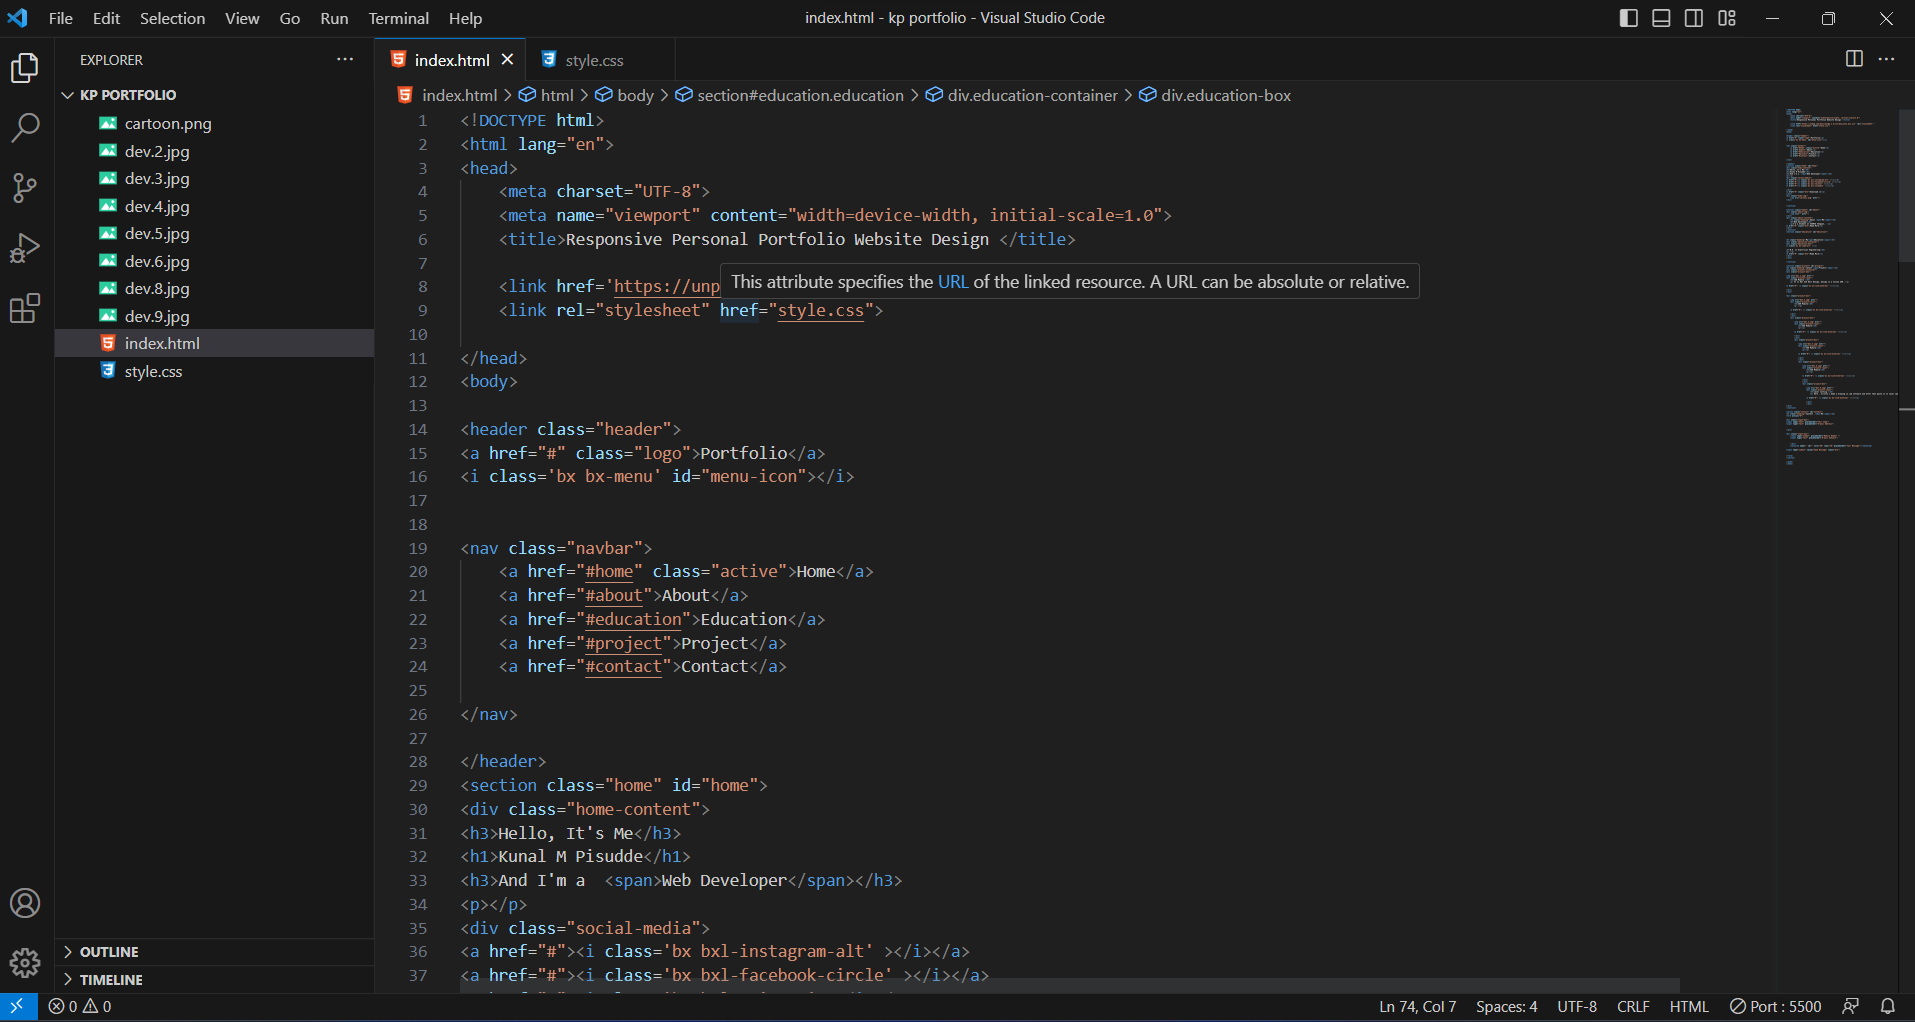 File Edit Selection View Go Run Terminal Help
index.html - kp portfolio - Visual Studio Code
EXPLORER
KP PORTFOLIO
cartoon.png
dev.2.jpg
dev.3.jpg
dev.4.jpg
dev.5.jpg
dev.6.jpg
dev.8.jpg
dev.9.jpg
index.html
style.css
OUTLINE
TIMELINE
index.html style.css
index.html > html > body > section#education.education > div.education-container > div.education-box
1 <!DOCTYPE html>
2 <html lang="en">
3 <head>
4 <meta charset="UTF-8">
5 <meta name="viewport" content="width=device-width, initial-scale=1.0">
6 <title>Responsive Personal Portfolio Website Design </title>
7
8 <link href='https://unp
This attribute specifies the URL of the linked resource. A URL can be absolute or relative.
9 <link rel="stylesheet" href="style.css">
10
11 </head>
12 <body>
13
14 <header class="header">
15 <a href="#" class="logo">Portfolio</a>
16 <i class='bx bx-menu' id="menu-icon"></i>
17
18
19 <nav class="navbar">
20 <a href="#home" class="active">Home</a>
21 <a href="#about">About</a>
22 <a href="#education">Education</a>
23 <a href="#project">Project</a>
24 <a href="#contact">Contact</a>
25
26 </nav>
27
28 </header>
29 <section class="home" id="home">
30 <div class="home-content">
31 <h3>Hello, It's Me</h3>
32 <h1>Kunal M Pisudde</h1>
33 <h3>And I'm a  <span>Web Developer</span></h3>
34 <p></p>
35 <div class="social-media">
36 <a href="#"><i class='bx bxl-instagram-alt' ></i></a>
37 <a href="#"><i class='bx bxl-facebook-circle' ></i></a>
0 0
Ln 74, Col 7 Spaces: 4 UTF-8 CRLF HTML Port : 5500